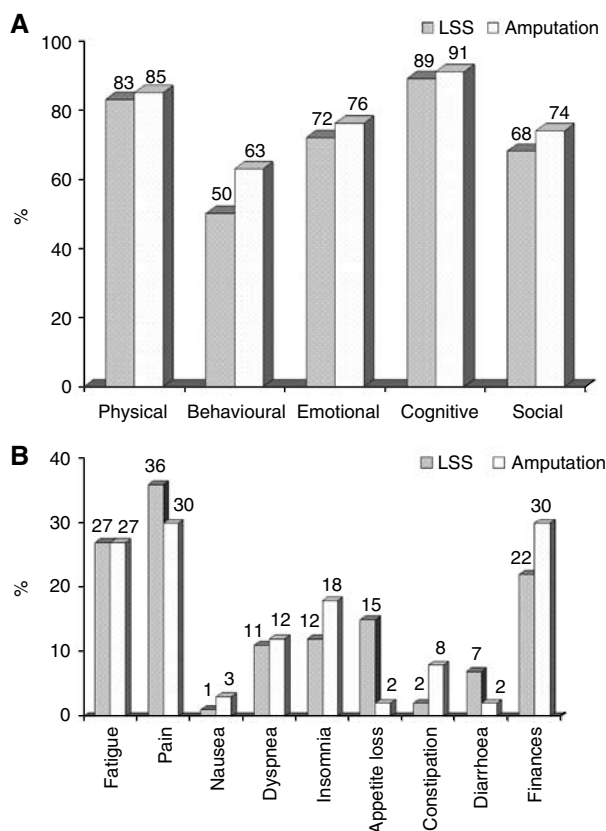 A
LSS Amputation
100
80
60
40
20
0
%
83 85
50 63
72 76
89 91
68 74
Physical Behavioural Emotional Cognitive Social
B
LSS Amputation
40
30
20
10
0
%
27 27
36 30
1 3
11 12
12 18
15 2
2 8
7 2
22 30
Fatigue
Pain
Nausea
Dyspnea
Insomnia
Appetite loss
Constipation
Diarrhoea
Finances